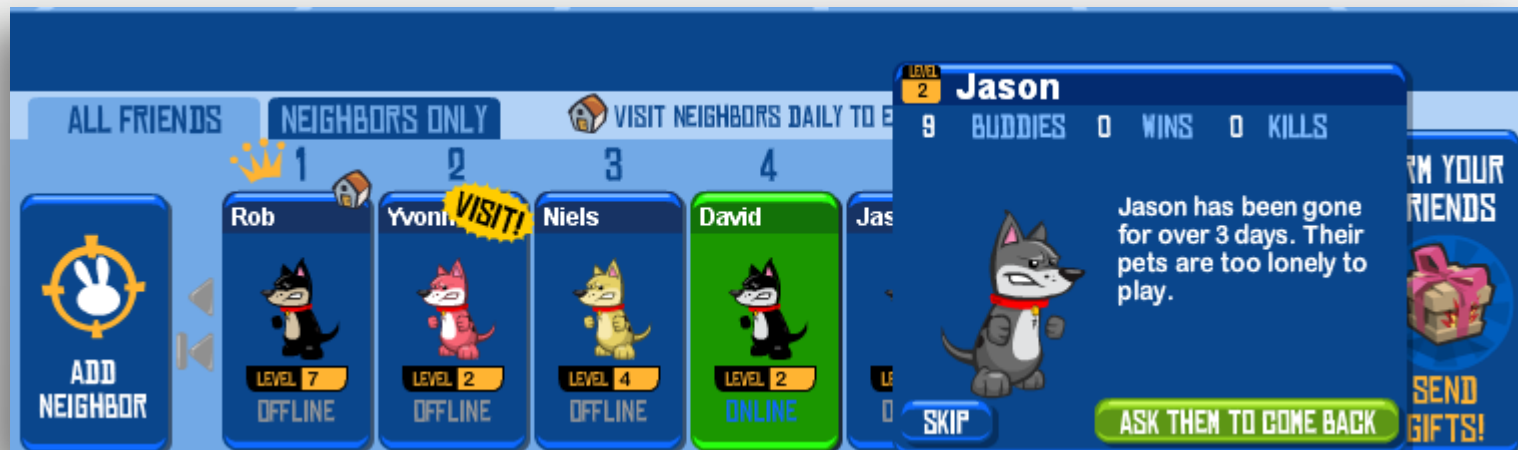 ALL FRIENDS
NEIGHBORS ONLY
VISIT NEIGHBORS DAILY TO
1
2
3
4
ADD
NEIGHBOR
Rob
LEVEL 7
OFFLINE
VISIT!
LEVEL 2
OFFLINE
Niels
LEVEL 4
OFFLINE
David
LEVEL 2
ONLINE
LEVEL
2
Jason
9 BUDDIES 0 WINS 0 KILLS
Jason has been gone
for over 3 days. Their
pets are too lonely to
play.
SKIP
ASK THEM TO COME BACK
YOUR
SEND
GIFTS!